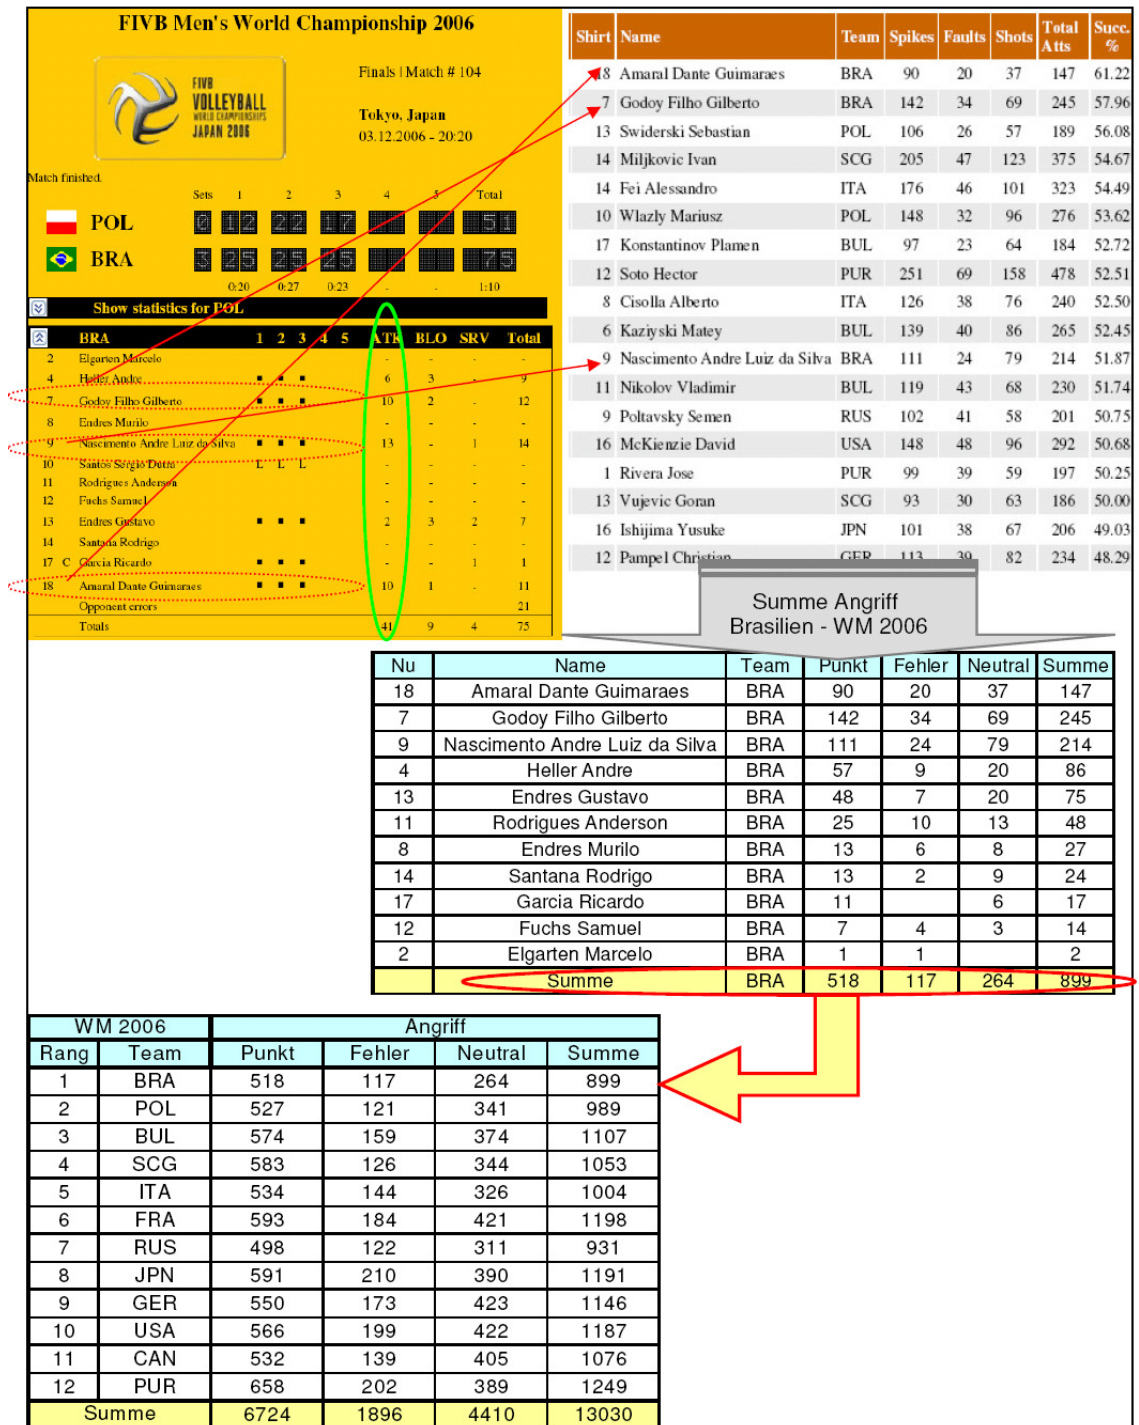 FIVB Men's World Championship 2006
FIVB
VOLLEYBALL
WORLD CHAMPIONSHIPS
JAPAN 2006
Finals | Match # 104
Tokyo, Japan
03.12.2006 - 20:20
Match finished.
Sets 1 2 3 4 5 Total
POL 0 12 22 17 51
BRA 3 25 25 25 75
0:20 0:27 0:23 - - 1:10
Show statistics for POL
BRA 1 2 3 4 5 ATK BLO SRV Total
2 Elgarten Marcelo - - - -
4 Heller Andre ▪ ▪ ▪ 6 3 - 9
7 Godoy Filho Gilberto ▪ ▪ ▪ 10 2 - 12
8 Endres Murilo - - - -
9 Nascimento Andre Luiz da Silva ▪ ▪ ▪ 13 - 1 14
10 Santos Sergio Dutra L L L - - - -
11 Rodrigues Anderson - - - -
12 Fuchs Samuel - - - -
13 Endres Gustavo ▪ ▪ ▪ 2 3 2 7
14 Santana Rodrigo - - - -
17 C Garcia Ricardo ▪ ▪ ▪ - - 1 1
18 Amaral Dante Guimaraes ▪ ▪ ▪ 10 1 - 11
Opponent errors 21
Totals 41 9 4 75
Shirt Name Team Spikes Faults Shots Total Atts Succ. %
18 Amaral Dante Guimaraes BRA 90 20 37 147 61.22
7 Godoy Filho Gilberto BRA 142 34 69 245 57.96
13 Swiderski Sebastian POL 106 26 57 189 56.08
14 Miljkovic Ivan SCG 205 47 123 375 54.67
14 Fei Alessandro ITA 176 46 101 323 54.49
10 Wlazly Mariusz POL 148 32 96 276 53.62
17 Konstantinov Plamen BUL 97 23 64 184 52.72
12 Soto Hector PUR 251 69 158 478 52.51
8 Cisolla Alberto ITA 126 38 76 240 52.50
6 Kaziyski Matey BUL 139 40 86 265 52.45
9 Nascimento Andre Luiz da Silva BRA 111 24 79 214 51.87
11 Nikolov Vladimir BUL 119 43 68 230 51.74
9 Poltavsky Semen RUS 102 41 58 201 50.75
16 McKienzie David USA 148 48 96 292 50.68
1 Rivera Jose PUR 99 39 59 197 50.25
13 Vujevic Goran SCG 93 30 63 186 50.00
16 Ishijima Yusuke JPN 101 38 67 206 49.03
12 Pampel Christian GER 113 39 82 234 48.29
Summe Angriff
Brasilien - WM 2006
Nu Name Team Punkt Fehler Neutral Summe
18 Amaral Dante Guimaraes BRA 90 20 37 147
7 Godoy Filho Gilberto BRA 142 34 69 245
9 Nascimento Andre Luiz da Silva BRA 111 24 79 214
4 Heller Andre BRA 57 9 20 86
13 Endres Gustavo BRA 48 7 20 75
11 Rodrigues Anderson BRA 25 10 13 48
8 Endres Murilo BRA 13 6 8 27
14 Santana Rodrigo BRA 13 2 9 24
17 Garcia Ricardo BRA 11 6 17
12 Fuchs Samuel BRA 7 4 3 14
2 Elgarten Marcelo BRA 1 1 2
Summe BRA 518 117 264 899
WM 2006 Angriff
Rang Team Punkt Fehler Neutral Summe
1 BRA 518 117 264 899
2 POL 527 121 341 989
3 BUL 574 159 374 1107
4 SCG 583 126 344 1053
5 ITA 534 144 326 1004
6 FRA 593 184 421 1198
7 RUS 498 122 311 931
8 JPN 591 210 390 1191
9 GER 550 173 423 1146
10 USA 566 199 422 1187
11 CAN 532 139 405 1076
12 PUR 658 202 389 1249
Summe 6724 1896 4410 13030